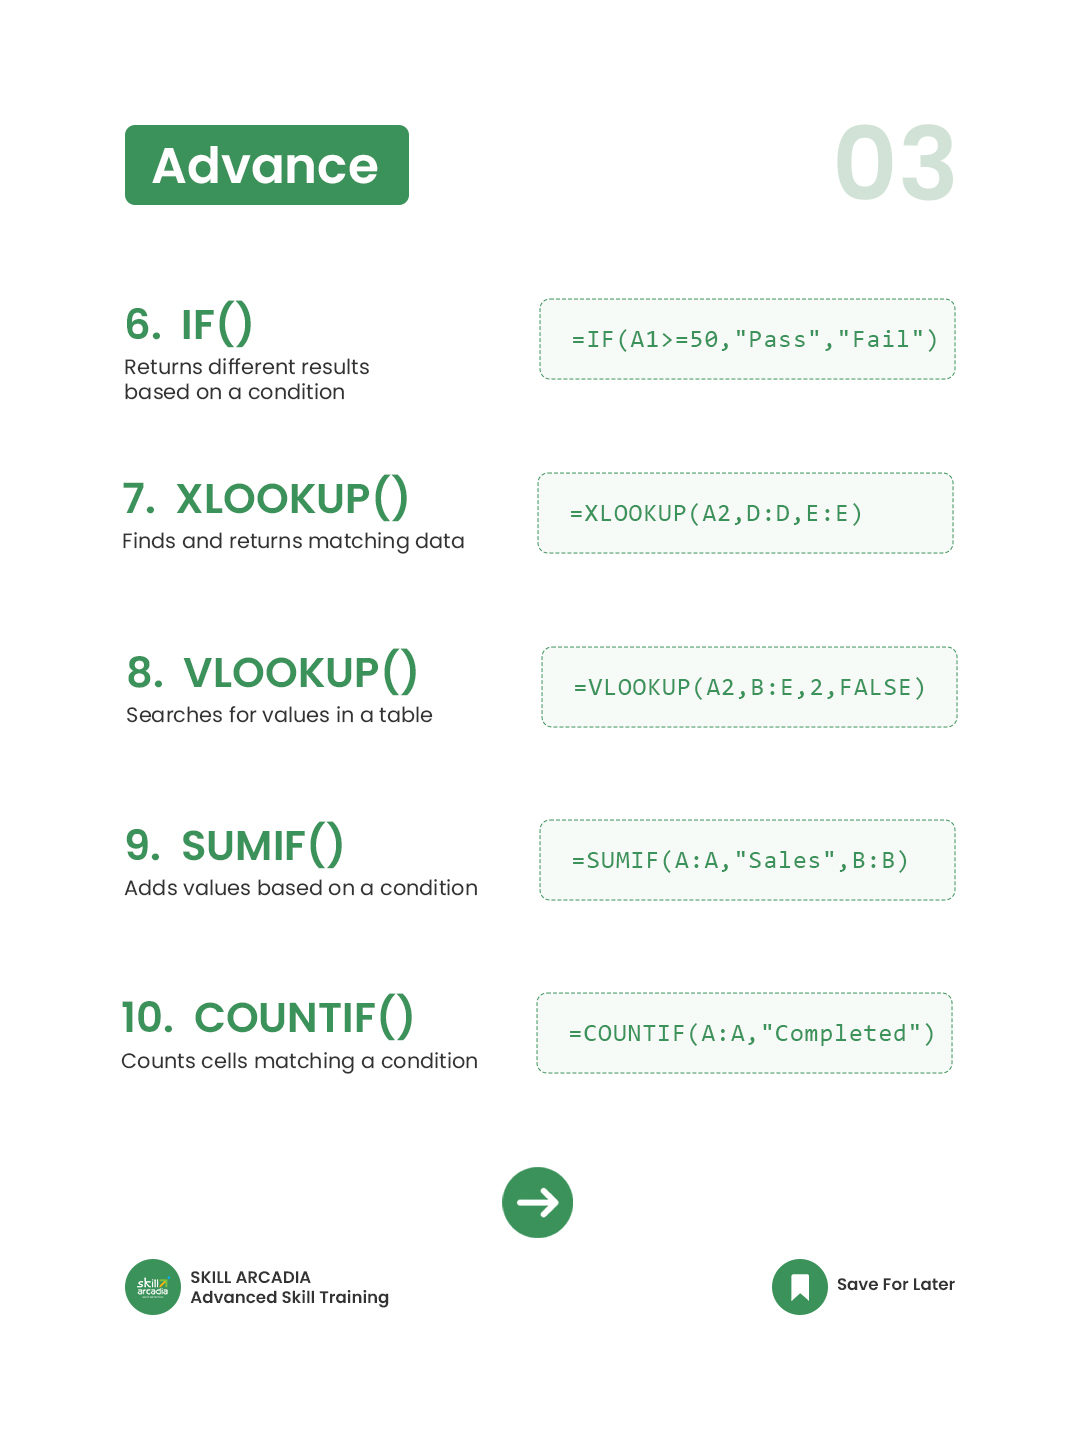 Advance
03
6. IF()
Returns different results
based on a condition
=IF(A1>=50,"Pass","Fail")
7. XLOOKUP()
Finds and returns matching data
=XLOOKUP(A2,D:D,E:E)
8. VLOOKUP()
Searches for values in a table
=VLOOKUP(A2,B:E,2,FALSE)
9. SUMIF()
Adds values based on a condition
=SUMIF(A:A,"Sales",B:B)
10. COUNTIF()
Counts cells matching a condition
=COUNTIF(A:A,"Completed")
skill
arcadia
SKILL ARCADIA
Advanced Skill Training
Save For Later